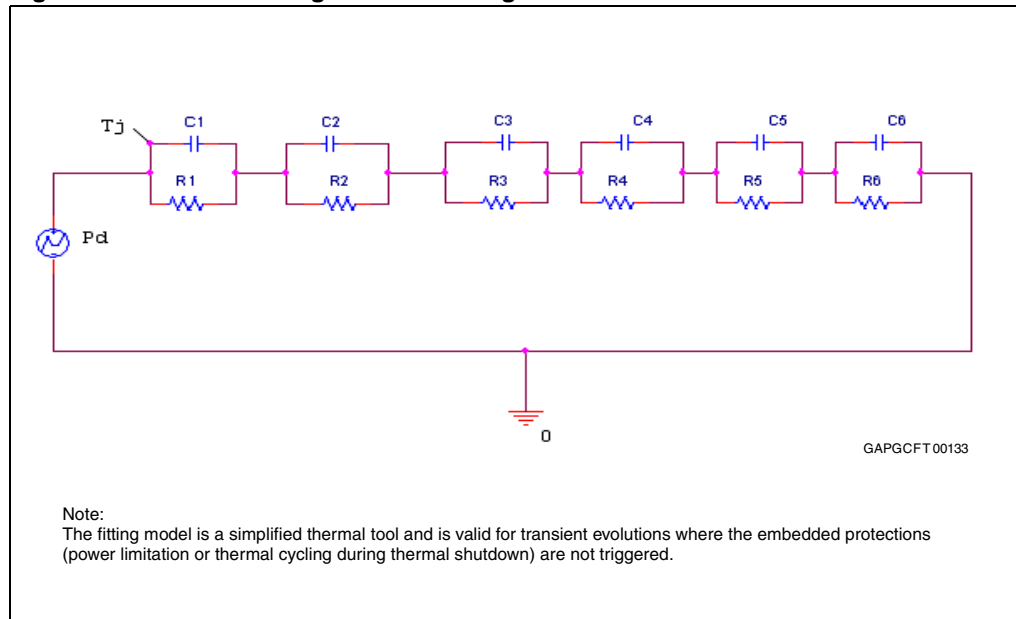 Tj
C1 C2 C3 C4 C5 C6
R1 R2 R3 R4 R5 R6
Pd
0
GAPGCFT00133
Note:
The fitting model is a simplified thermal tool and is valid for transient evolutions where the embedded protections
(power limitation or thermal cycling during thermal shutdown) are not triggered.